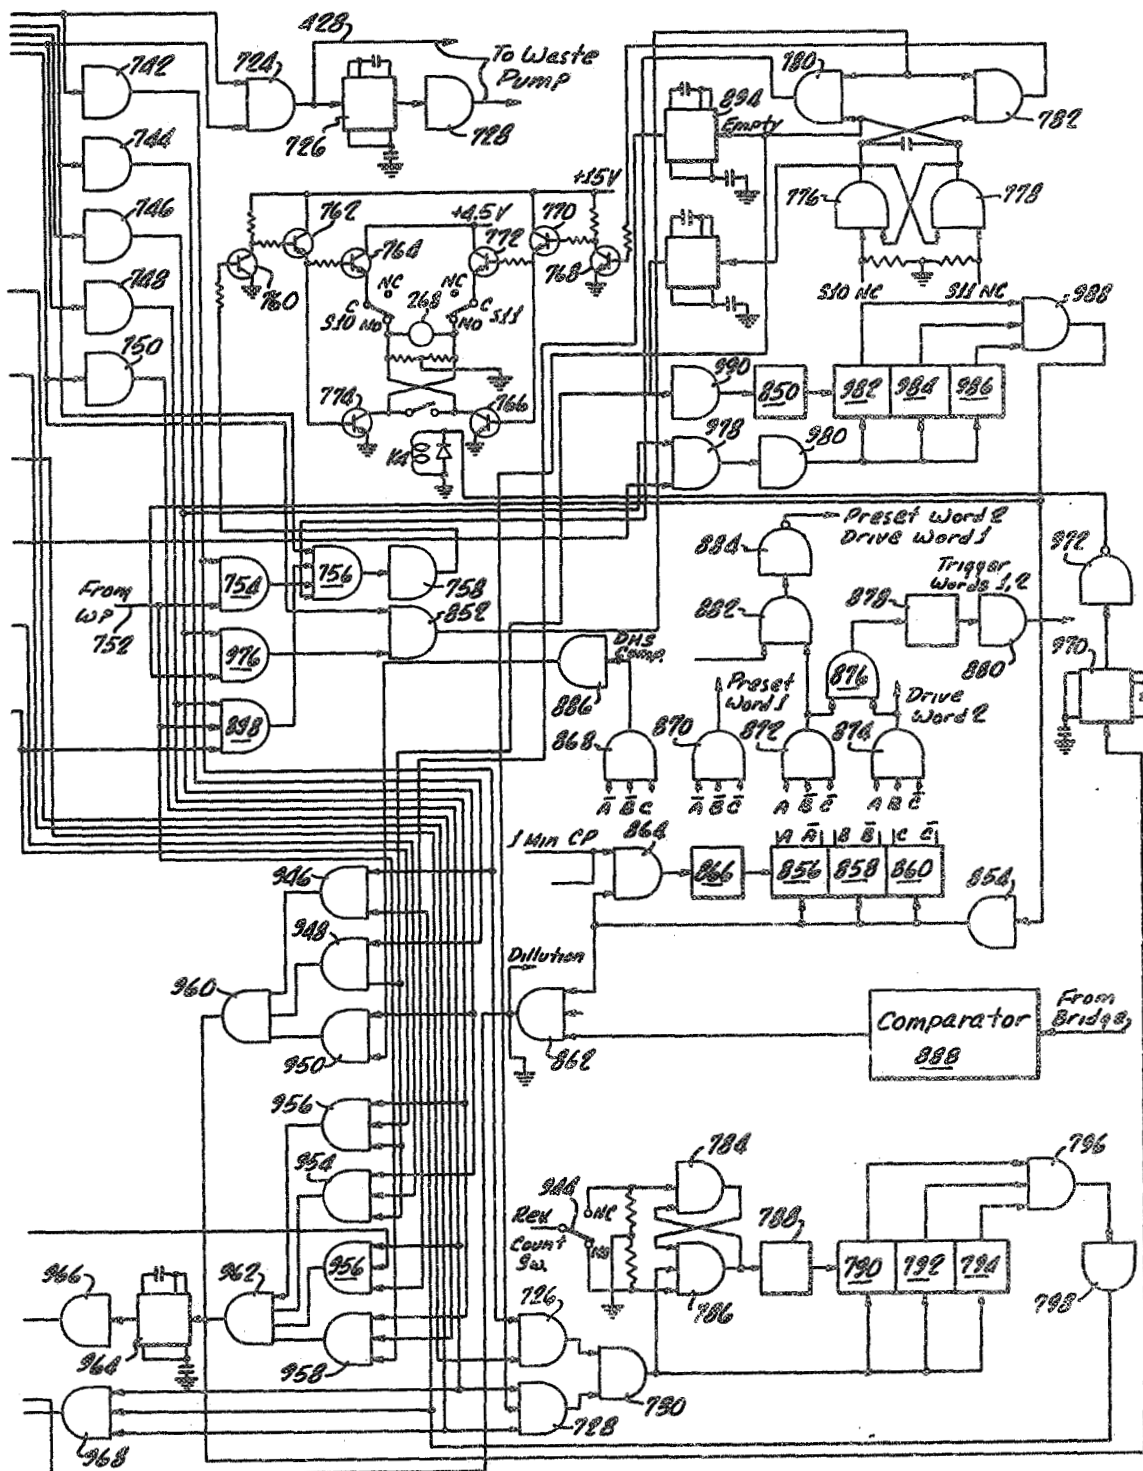 428
742
724
To Waste
Pump
780
894
Empty
782
726
728
744
+15V
762
770
776
778
746
+4.5V
764
772
768
760
NC
NC
748
C
S10
NO
268
C
S11
NO
S10 NC
S11 NC
988
750
990
850
982
984
986
774
766
978
980
K4
Preset Word 2
Drive Word 1
884
972
754
756
758
From
WP
752
882
878
Trigger
Words 1,2
852
DHS
Comp.
880
970
976
886
876
Preset
Word 1
Drive
Word 2
898
868
870
872
874
A̅ B̅ C
A̅ B̅ C̅
A B̅ C̅
A B C̅
1 Min CP
864
A A̅ B B̅ C C̅
866
856
858
860
854
946
948
Dillution
960
862
Comparator
888
From
Bridge
950
956
954
784
796
944
NC
Rev
Count
Sw.
NO
788
790
792
794
786
798
966
962
956
726
964
958
730
728
968